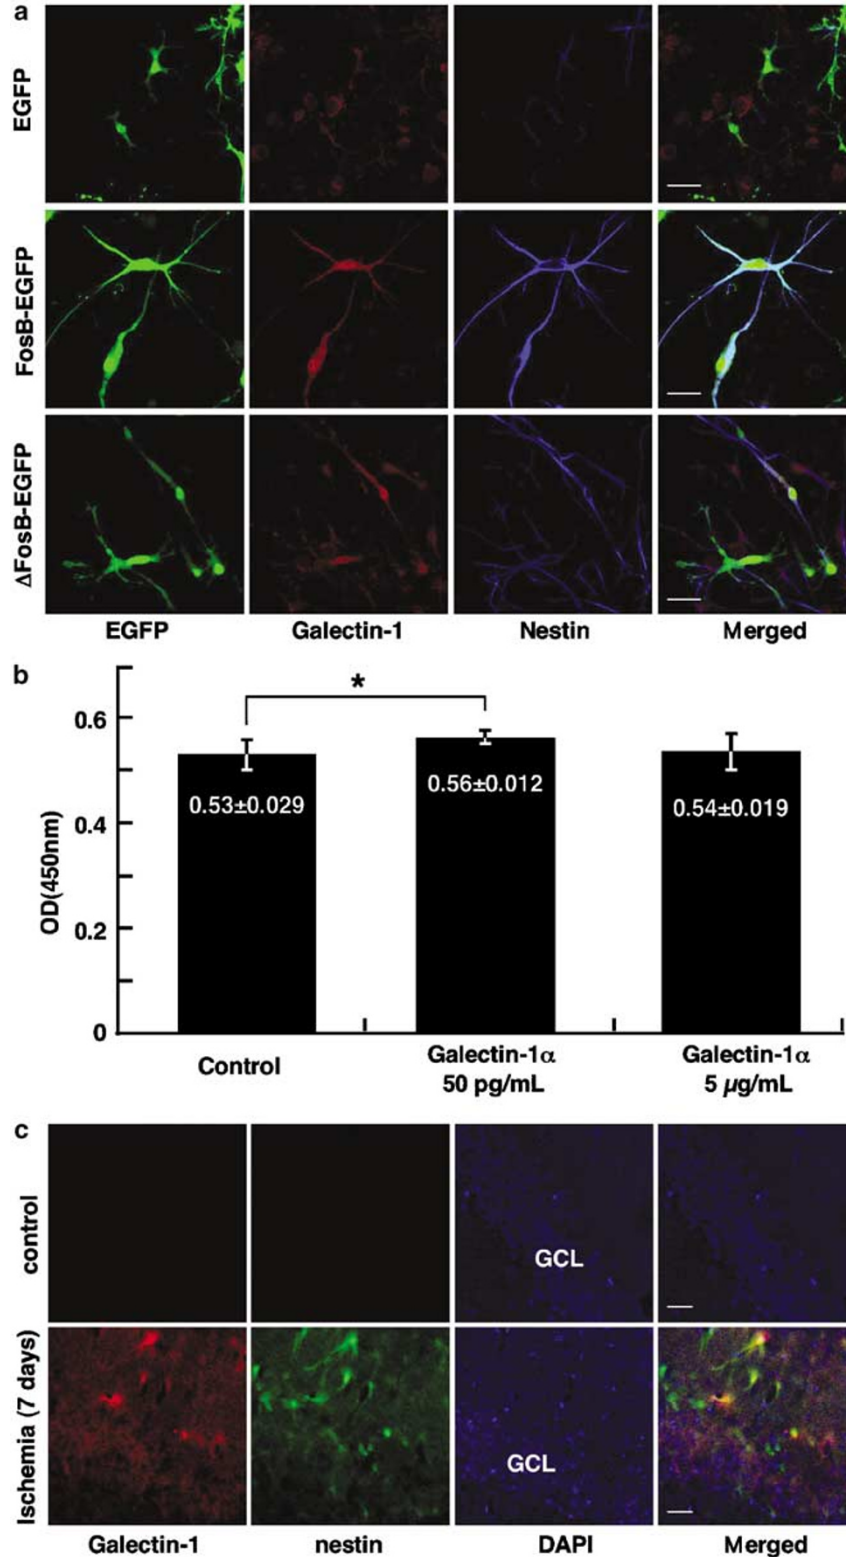 a
EGFP
FosB-EGFP
ΔFosB-EGFP
EGFP Galectin-1 Nestin Merged
b
OD(450nm)
0.6
0.4
0.2
0
*
0.53±0.029
0.56±0.012
0.54±0.019
Control
Galectin-1α
50 pg/mL
Galectin-1α
5 µg/mL
c
control
GCL
Ischemia (7 days)
GCL
Galectin-1 nestin DAPI Merged